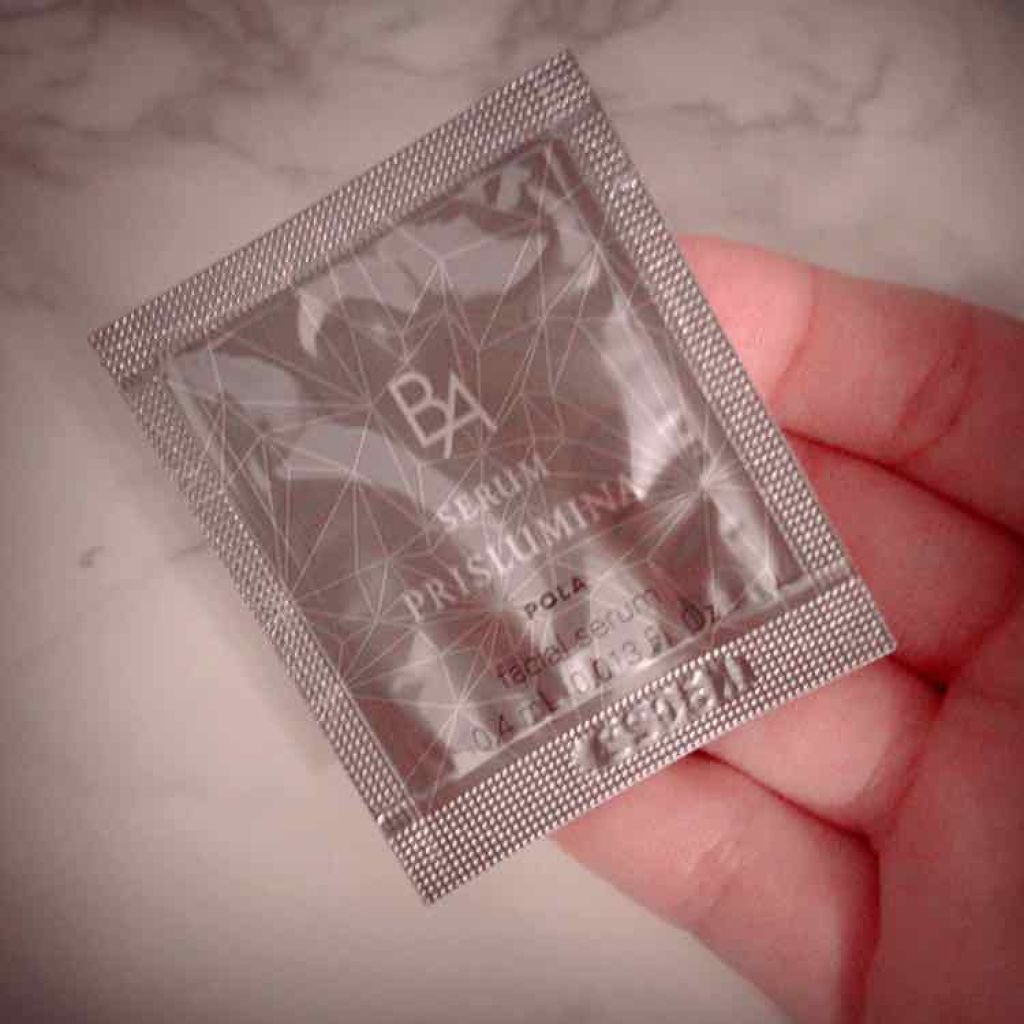 BA
SERUM
PRISLUMINA
POLA
facial serum
0.4 mL 0.013 Fl. Oz